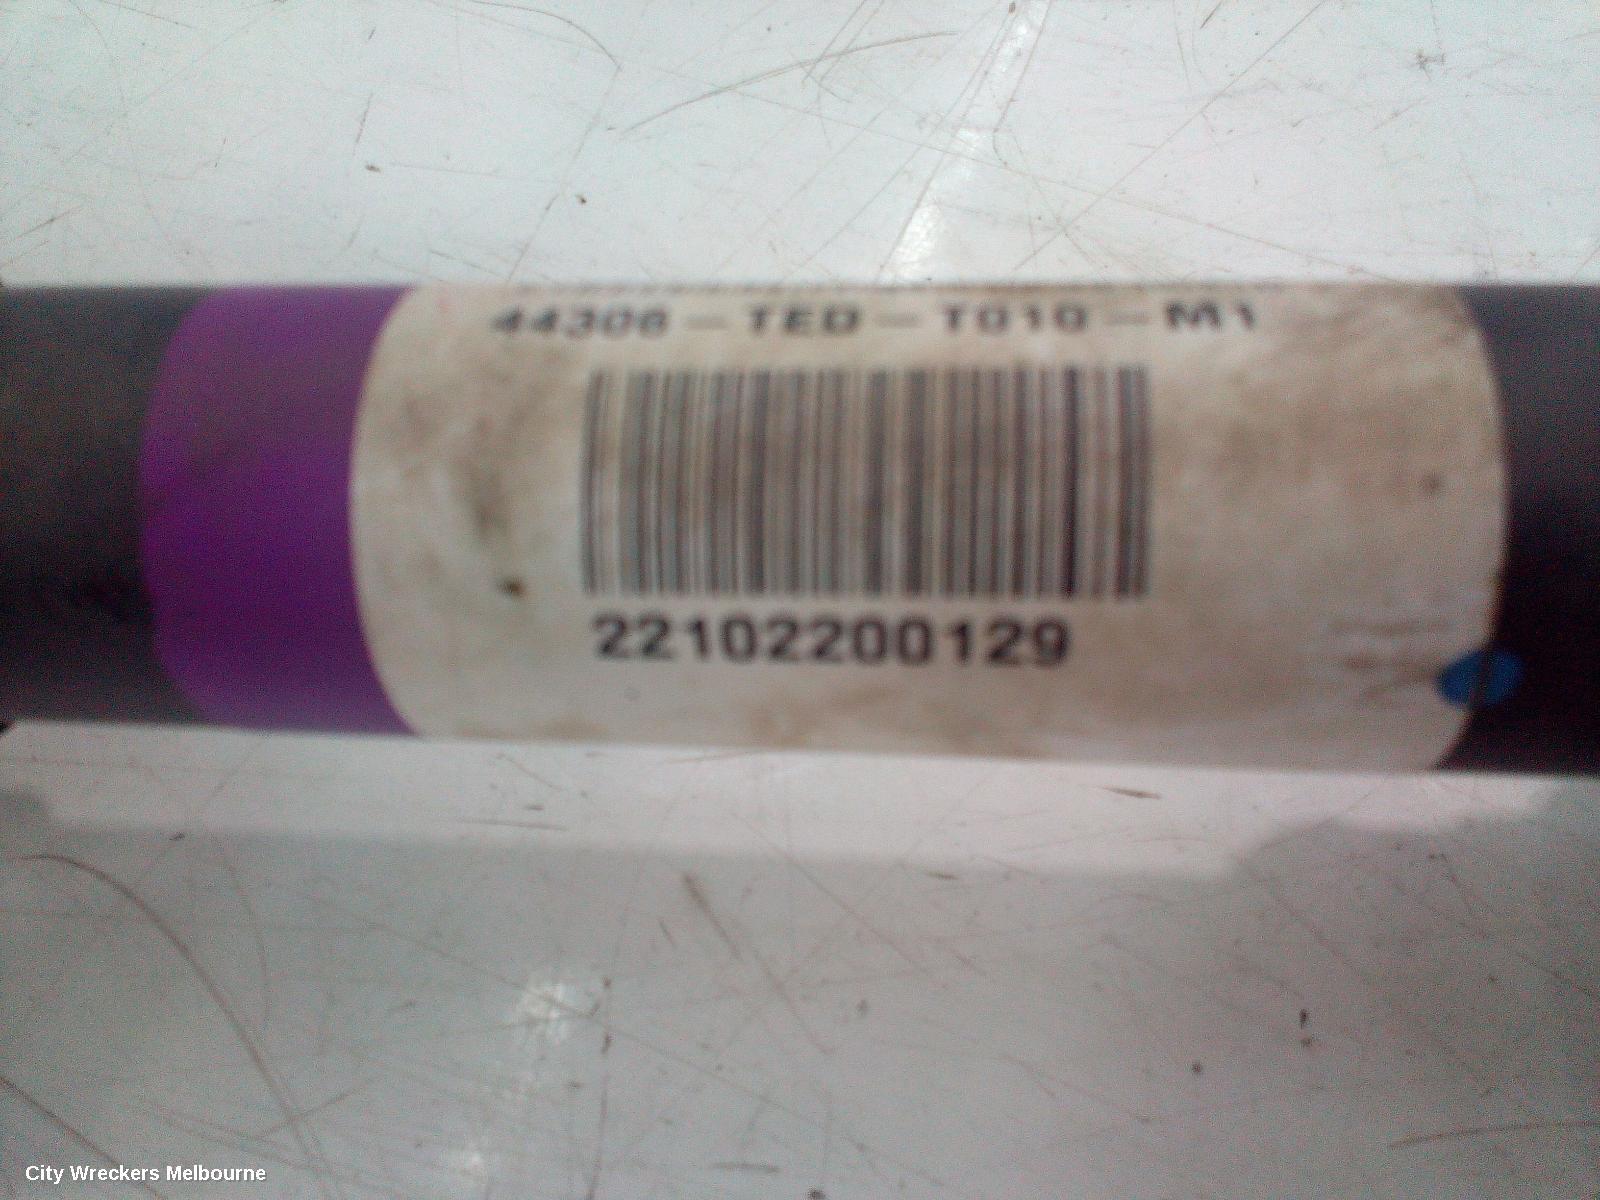 44306-TED-T010-M1
22102200129
City Wreckers Melbourne